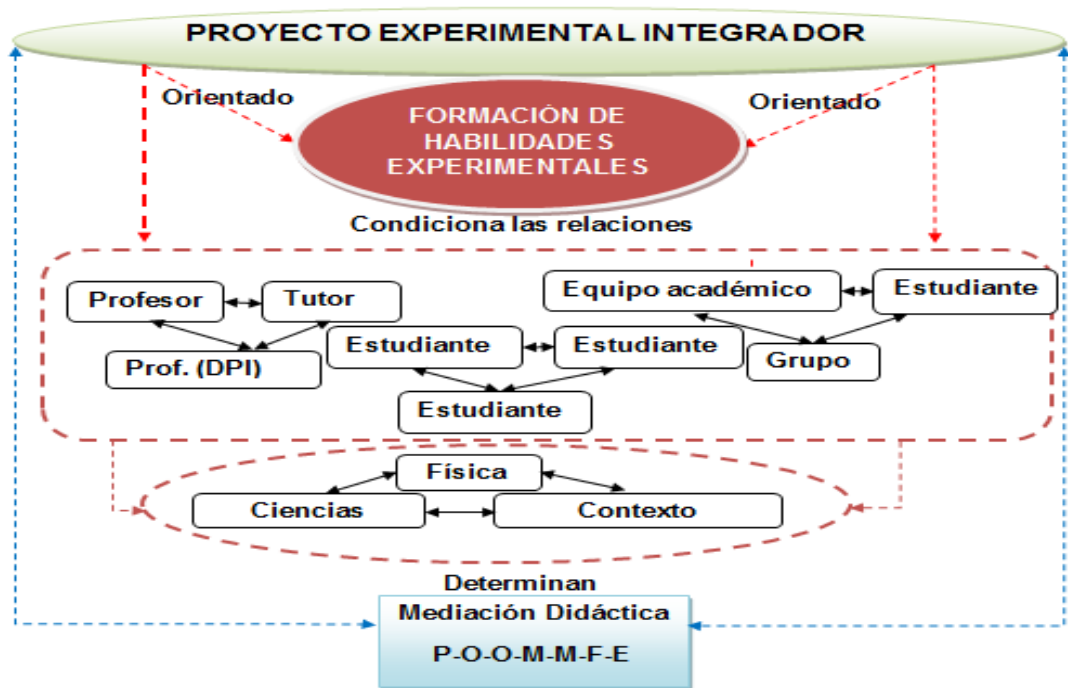 PROYECTO EXPERIMENTAL INTEGRADOR
Orientado
Orientado
FORMACIÓN DE
HABILIDADES
EXPERIMENTALES
Condiciona las relaciones
Profesor
Tutor
Prof. (DPI)
Estudiante
Estudiante
Estudiante
Equipo académico
Estudiante
Grupo
Física
Ciencias
Contexto
Determinan
Mediación Didáctica
P-O-O-M-M-F-E